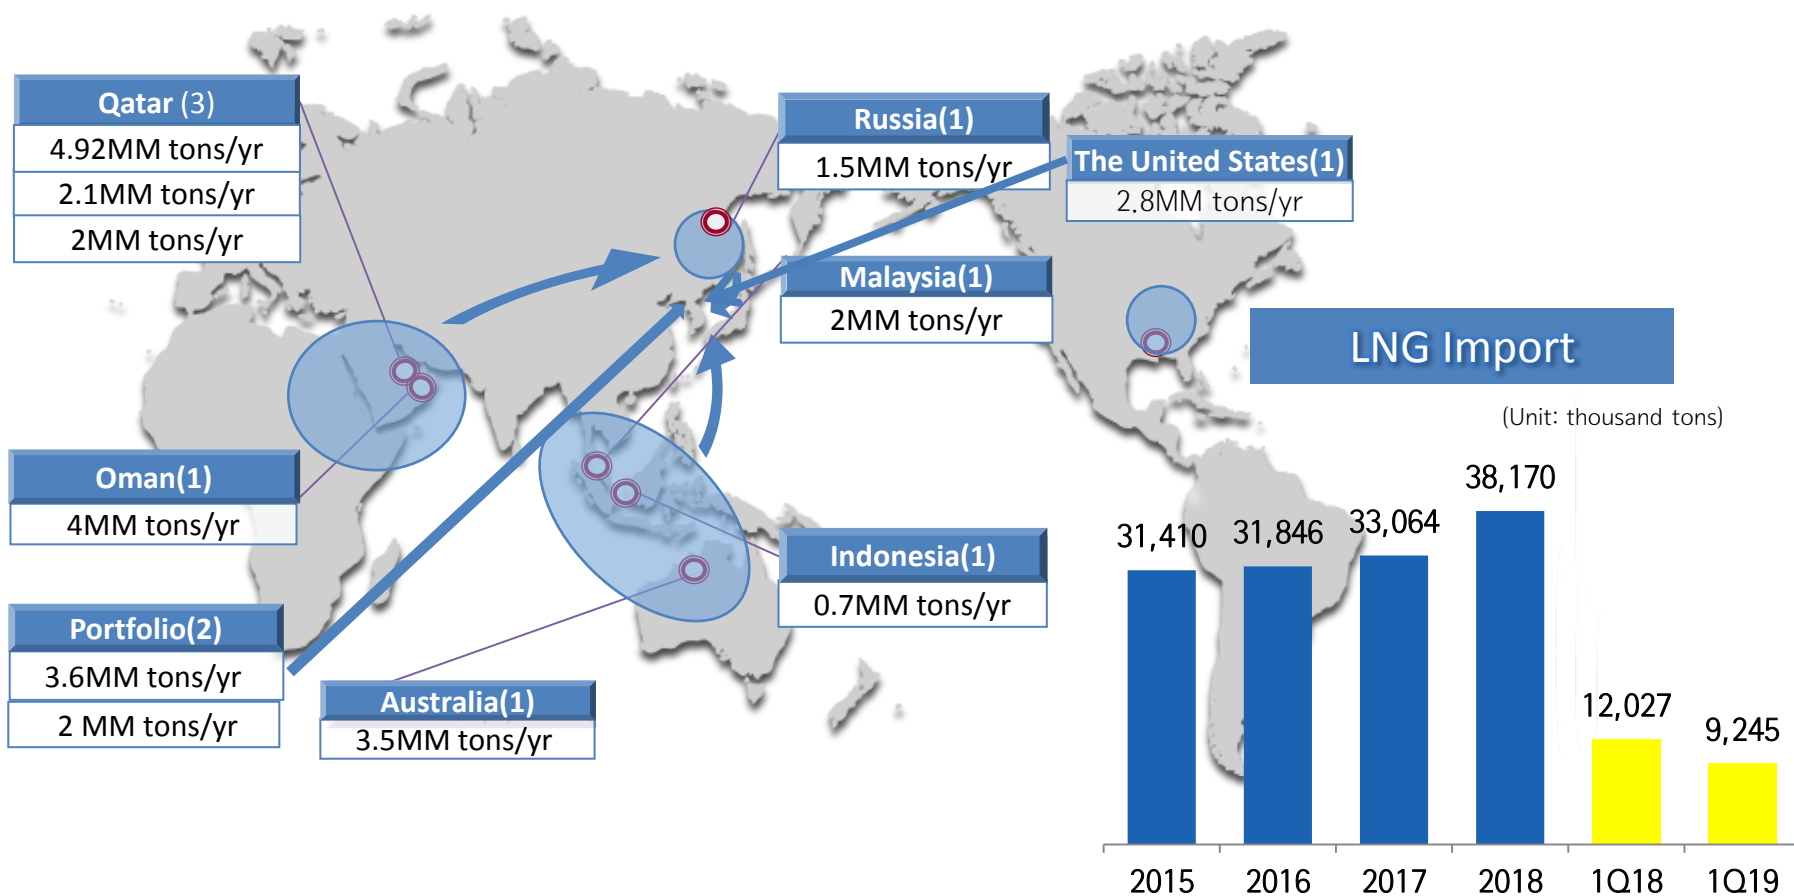 Qatar (3)
4.92MM tons/yr
2.1MM tons/yr
2MM tons/yr
Russia(1)
1.5MM tons/yr
The United States(1)
2.8MM tons/yr
Malaysia(1)
2MM tons/yr
LNG Import
(Unit: thousand tons)
Oman(1)
4MM tons/yr
Indonesia(1)
0.7MM tons/yr
Portfolio(2)
3.6MM tons/yr
2 MM tons/yr
Australia(1)
3.5MM tons/yr
31,410
31,846
33,064
38,170
12,027
9,245
2015
2016
2017
2018
1Q18
1Q19